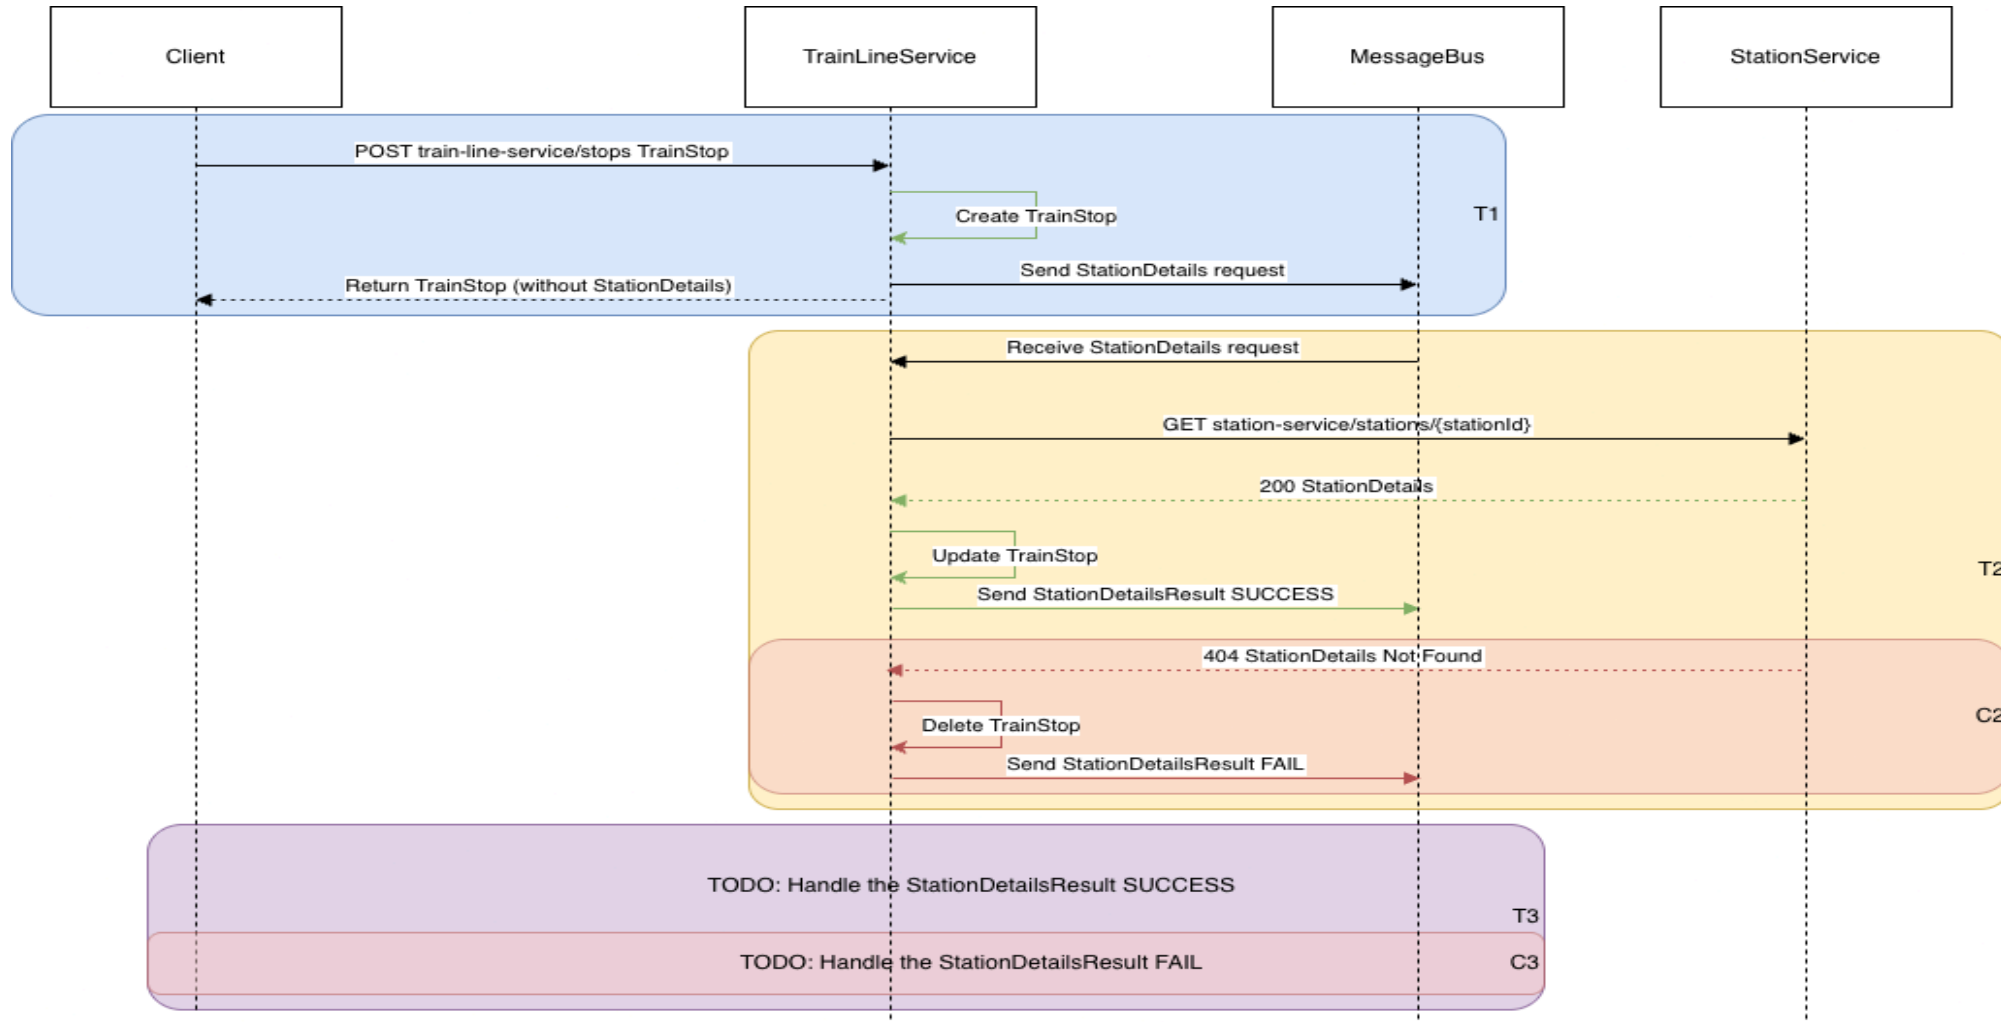 Client
TrainLineService
MessageBus
StationService
POST train-line-service/stops TrainStop
Create TrainStop
T1
Send StationDetails request
Return TrainStop (without StationDetails)
Receive StationDetails request
GET station-service/stations/{stationId}
200 StationDetails
Update TrainStop
T2
Send StationDetailsResult SUCCESS
404 StationDetails Not Found
C2
Delete TrainStop
Send StationDetailsResult FAIL
TODO: Handle the StationDetailsResult SUCCESS
T3
TODO: Handle the StationDetailsResult FAIL
C3